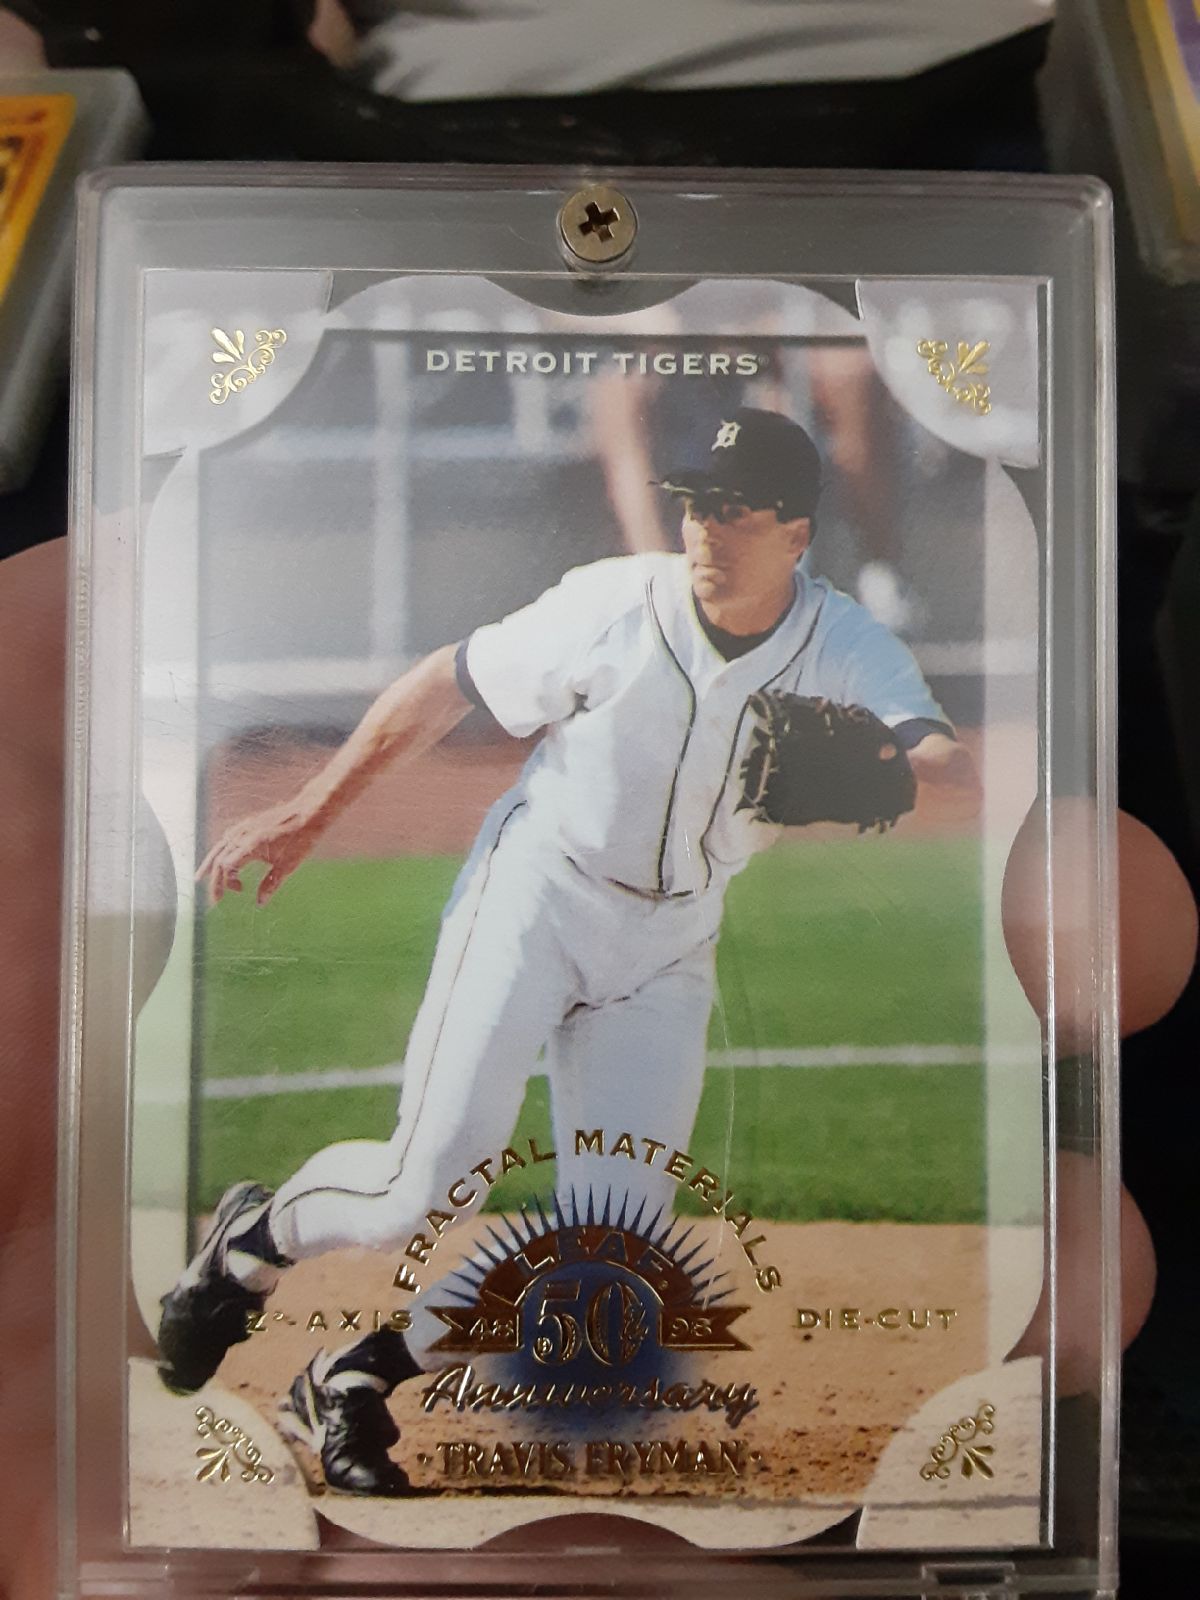 DETROIT TIGERS®
FRACTAL MATERIALS
LEAF
Z²-AXIS 48 50 98 DIE-CUT
Anniversary
·TRAVIS FRYMAN·